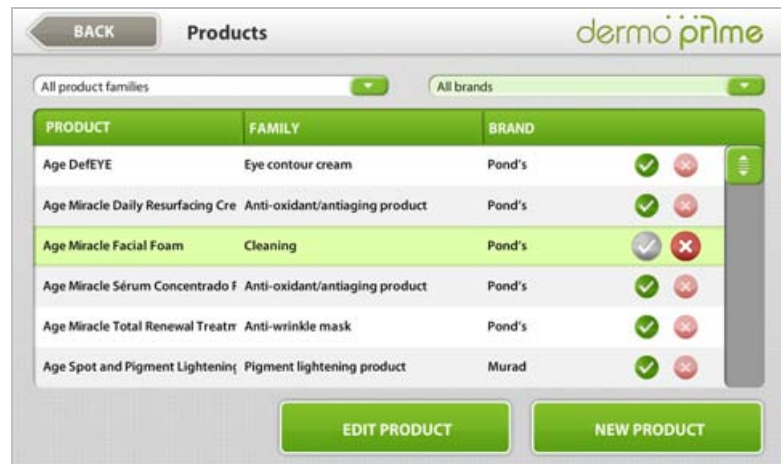 BACK Products dermo prime
All product families All brands
PRODUCT FAMILY BRAND
Age DefEYE Eye contour cream Pond's
Age Miracle Daily Resurfacing Cre Anti-oxidant/antiaging product Pond's
Age Miracle Facial Foam Cleaning Pond's
Age Miracle Sérum Concentrado F Anti-oxidant/antiaging product Pond's
Age Miracle Total Renewal Treatm Anti-wrinkle mask Pond's
Age Spot and Pigment Lightening Pigment lightening product Murad
EDIT PRODUCT NEW PRODUCT